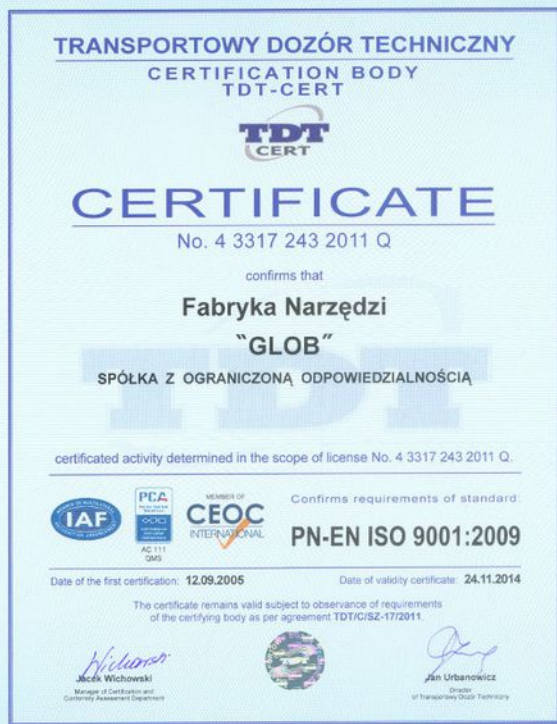 TRANSPORTOWY DOZÓR TECHNICZNY
CERTIFICATION BODY
TDT-CERT
TDT
CERT
CERTIFICATE
No. 4 3317 243 2011 Q
confirms that
Fabryka Narzędzi
"GLOB"
SPÓŁKA Z OGRANICZONĄ ODPOWIEDZIALNOŚCIĄ
TDT
certificated activity determined in the scope of license No. 4 3317 243 2011 Q.
IAF
PCA
AC 111
QMS
MEMBER OF
CEOC
INTERNATIONAL
Confirms requirements of standard:
PN-EN ISO 9001:2009
Date of the first certification: 12.09.2005
Date of validity certificate: 24.11.2014
The certificate remains valid subject to observance of requirements
of the certifying body as per agreement TDT/C/SZ-17/2011.
Jacek Wichowski
Manager of Certification and
Conformity Assessment Department
Jan Urbanowicz
Director
of Transportowy Dozór Techniczny